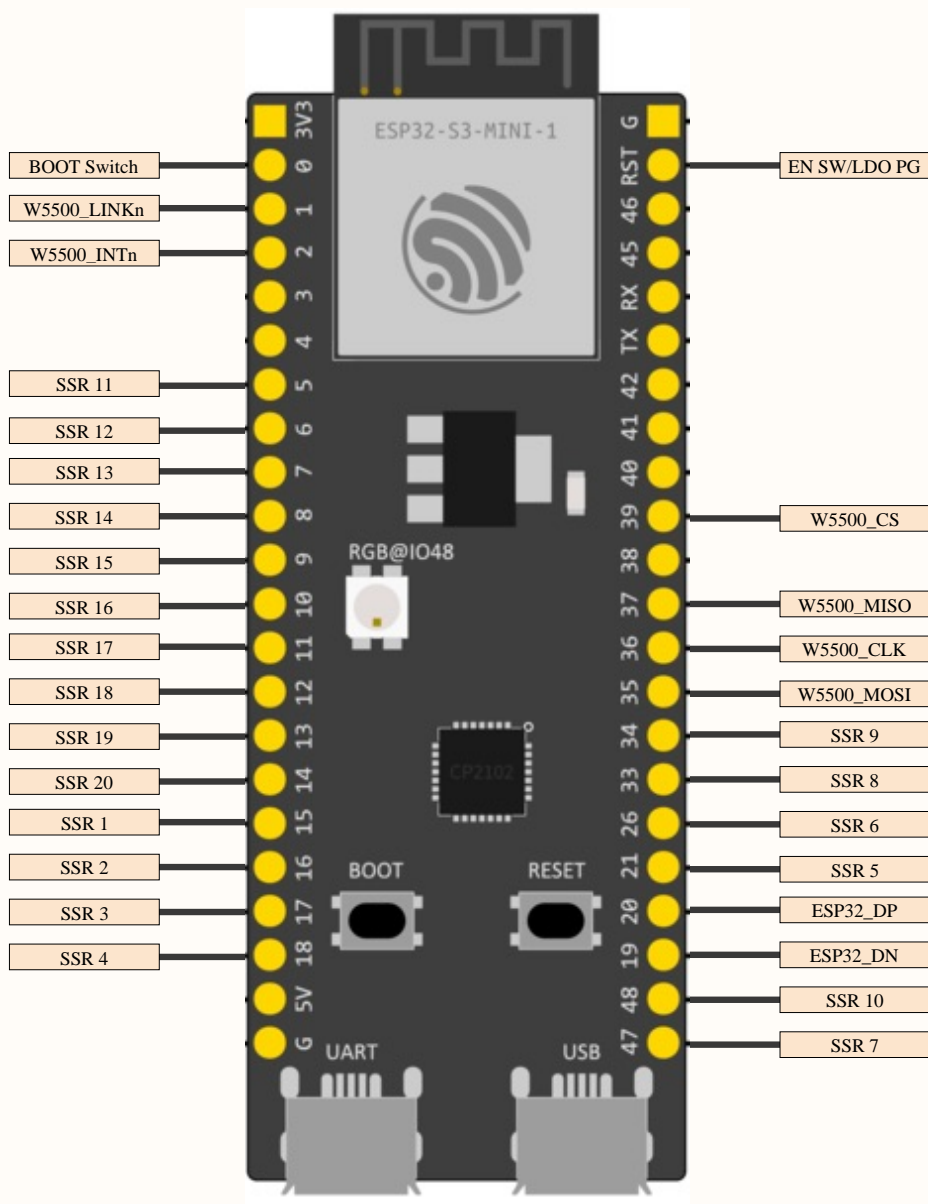 ESP32-S3-MINI-1
3V3
G
BOOT Switch
0
RST
EN SW/LDO PG
W5500_LINKn
1
46
W5500_INTn
2
45
3
RX
4
TX
SSR 11
5
42
SSR 12
6
41
SSR 13
7
40
SSR 14
8
39
W5500_CS
SSR 15
9
RGB@IO48
38
SSR 16
10
37
W5500_MISO
SSR 17
11
36
W5500_CLK
SSR 18
12
35
W5500_MOSI
SSR 19
13
34
SSR 9
SSR 20
14
CP2102
33
SSR 8
SSR 1
15
26
SSR 6
SSR 2
16
BOOT
RESET
21
SSR 5
SSR 3
17
20
ESP32_DP
SSR 4
18
19
ESP32_DN
5V
48
SSR 10
G
UART
USB
47
SSR 7